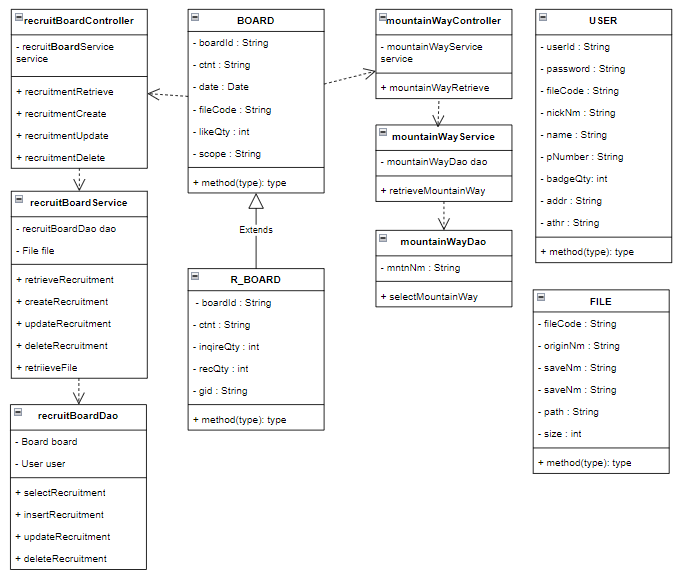 recruitBoardController
- recruitBoardService
service
+ recruitmentRetrieve
+ recruitmentCreate
+ recruitmentUpdate
+ recruitmentDelete
recruitBoardService
- recruitBoardDao dao
- File file
+ retrieveRecruitment
+ createRecruitment
+ updateRecruitment
+ deleteRecruitment
+ retriieveFile
recruitBoardDao
- Board board
- User user
+ selectRecruitment
+ insertRecruitment
+ updateRecruitment
+ deleteRecruitment
BOARD
- boardId : String
- ctnt : String
- date : Date
- fileCode : String
- likeQty : int
- scope : String
+ method(type): type
Extends
R_BOARD
- boardId : String
- ctnt : String
- inqireQty : int
- recQty : int
- gid : String
+ method(type): type
mountainWayController
- mountainWayService
service
+ mountainWayRetrieve
mountainWayService
- mountainWayDao dao
+ retrieveMountainWay
mountainWayDao
- mntnNm : String
+ selectMountainWay
USER
- userId : String
- password : String
- fileCode : String
- nickNm : String
- name : String
- pNumber : String
- badgeQty: int
- addr : String
- athr : String
+ method(type): type
FILE
- fileCode : String
- originNm : String
- saveNm : String
- saveNm : String
- path : String
- size : int
+ method(type): type